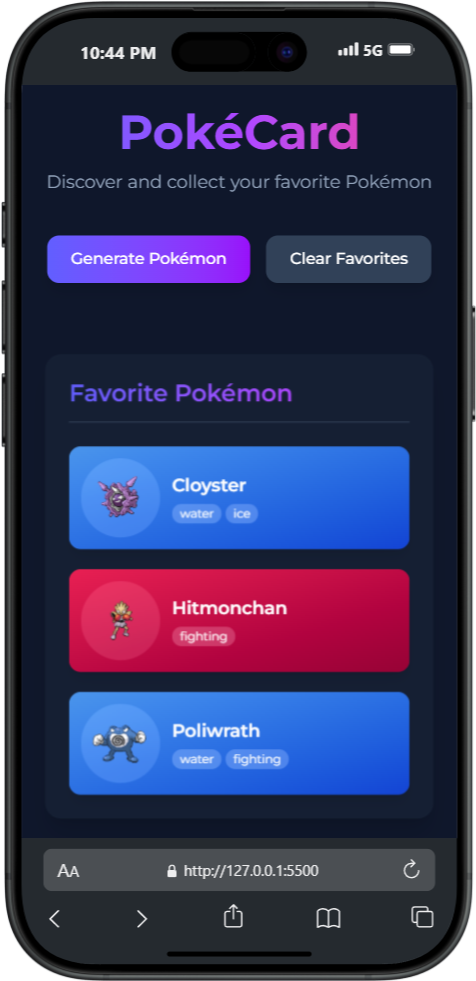 10:44 PM 5G
PokéCard
Discover and collect your favorite Pokémon
Generate Pokémon Clear Favorites
Favorite Pokémon
Cloyster
water ice
Hitmonchan
fighting
Poliwrath
water fighting
AA http://127.0.0.1:5500